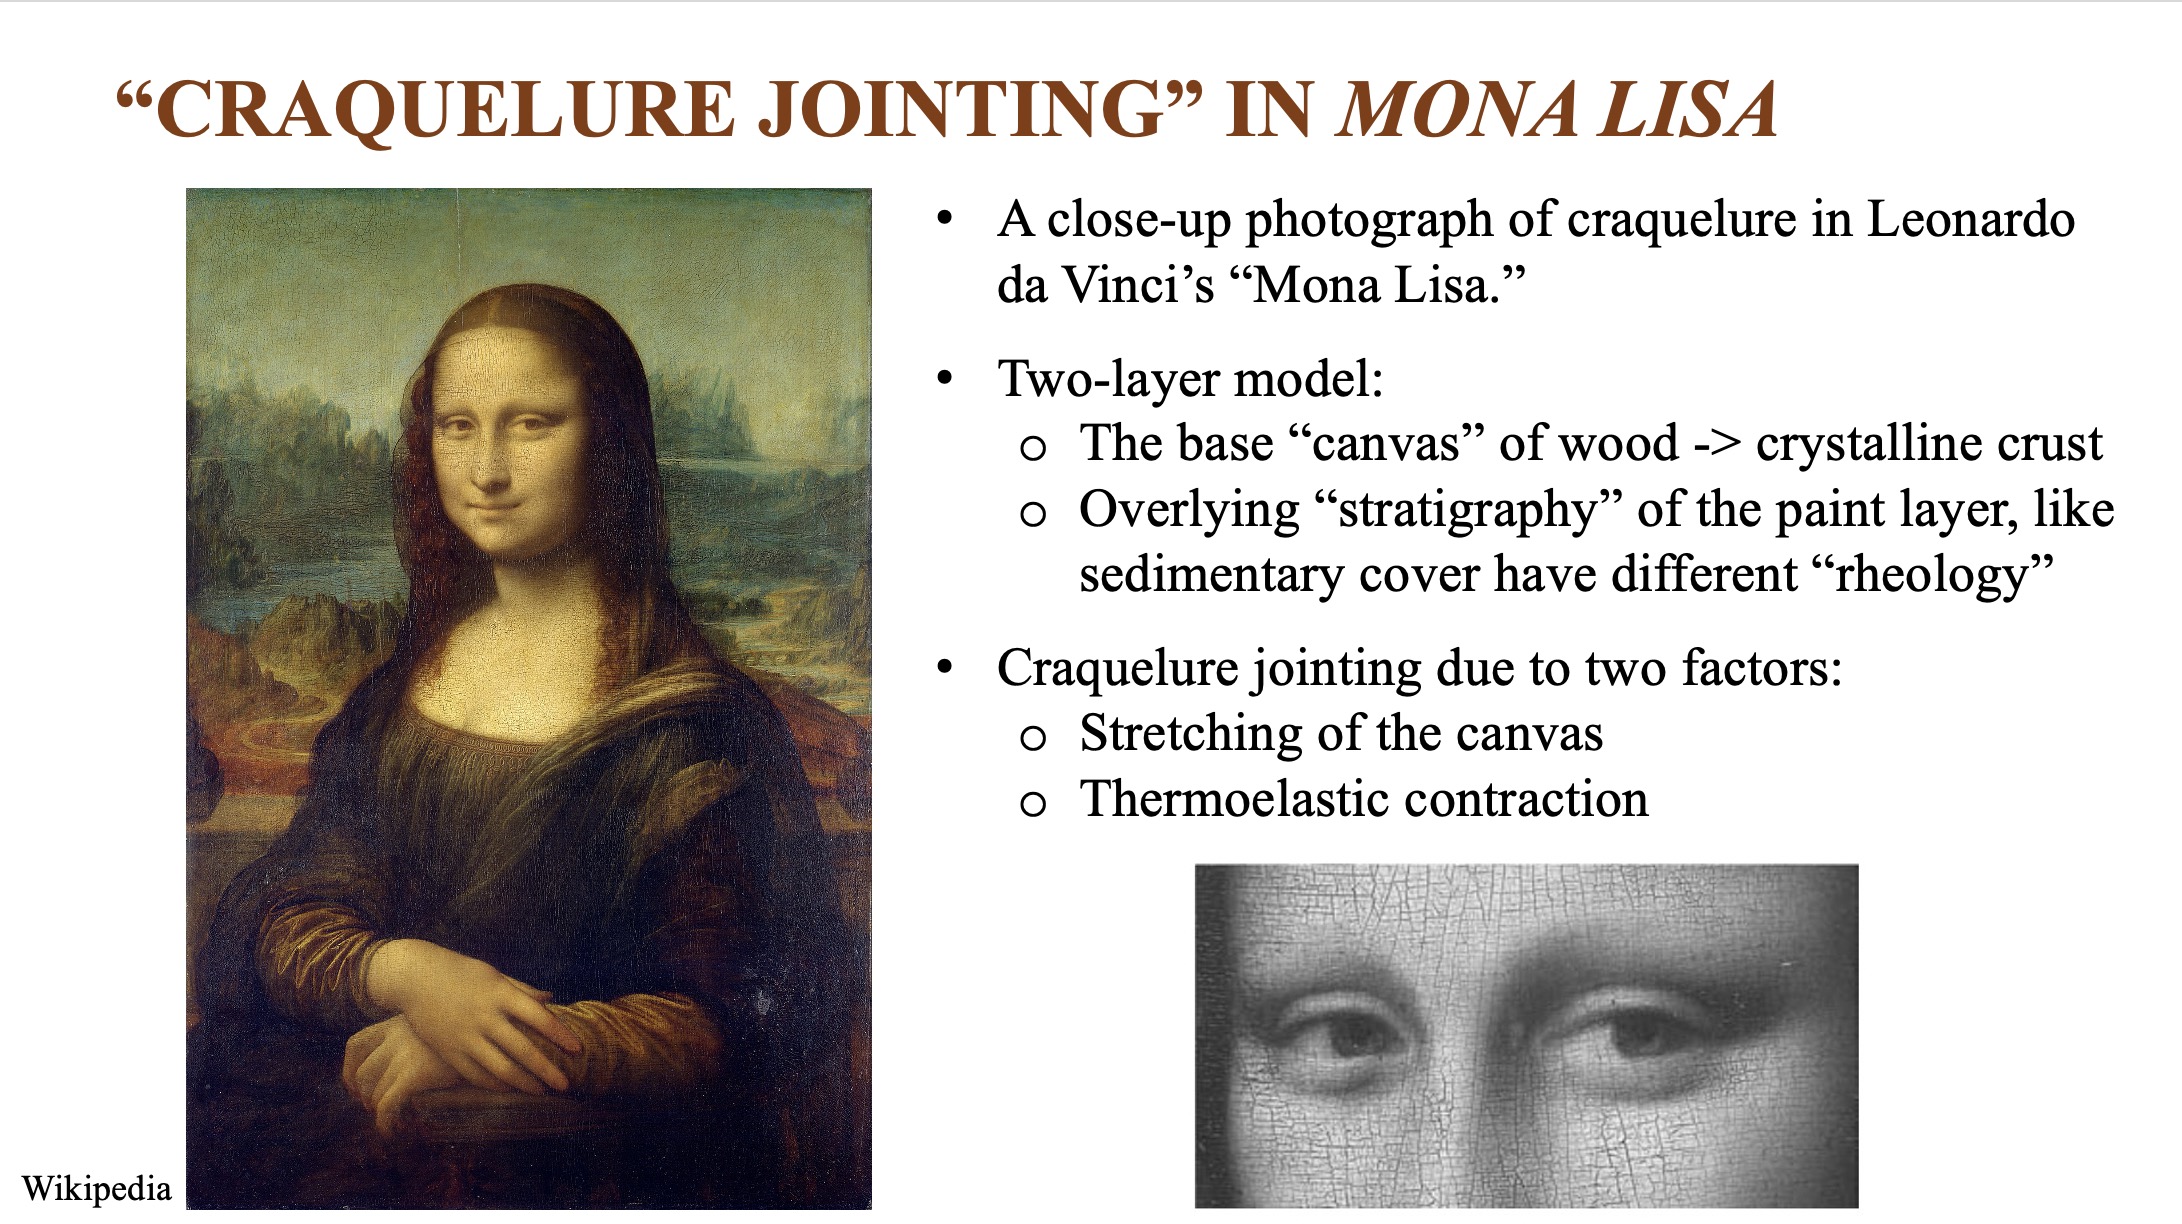 “CRAQUELURE JOINTING” IN MONA LISA
• A close-up photograph of craquelure in Leonardo
da Vinci’s “Mona Lisa.”
• Two-layer model:
o The base “canvas” of wood -> crystalline crust
o Overlying “stratigraphy” of the paint layer, like
sedimentary cover have different “rheology”
• Craquelure jointing due to two factors:
o Stretching of the canvas
o Thermoelastic contraction
Wikipedia